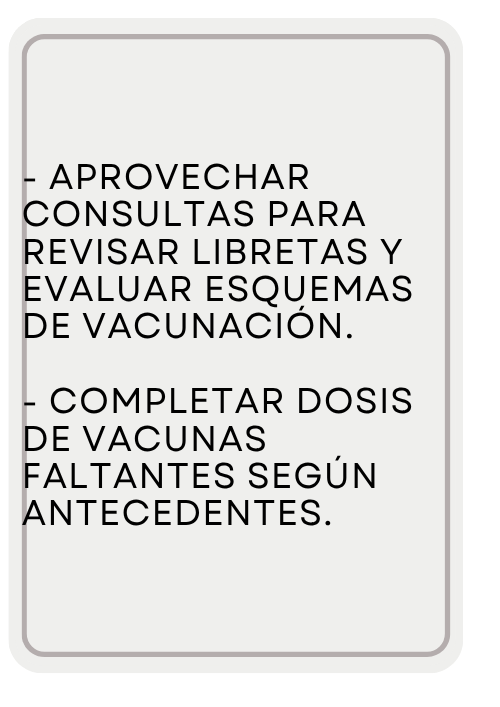 - APROVECHAR
CONSULTAS PARA
REVISAR LIBRETAS Y
EVALUAR ESQUEMAS
DE VACUNACIÓN.
- COMPLETAR DOSIS
DE VACUNAS
FALTANTES SEGÚN
ANTECEDENTES.